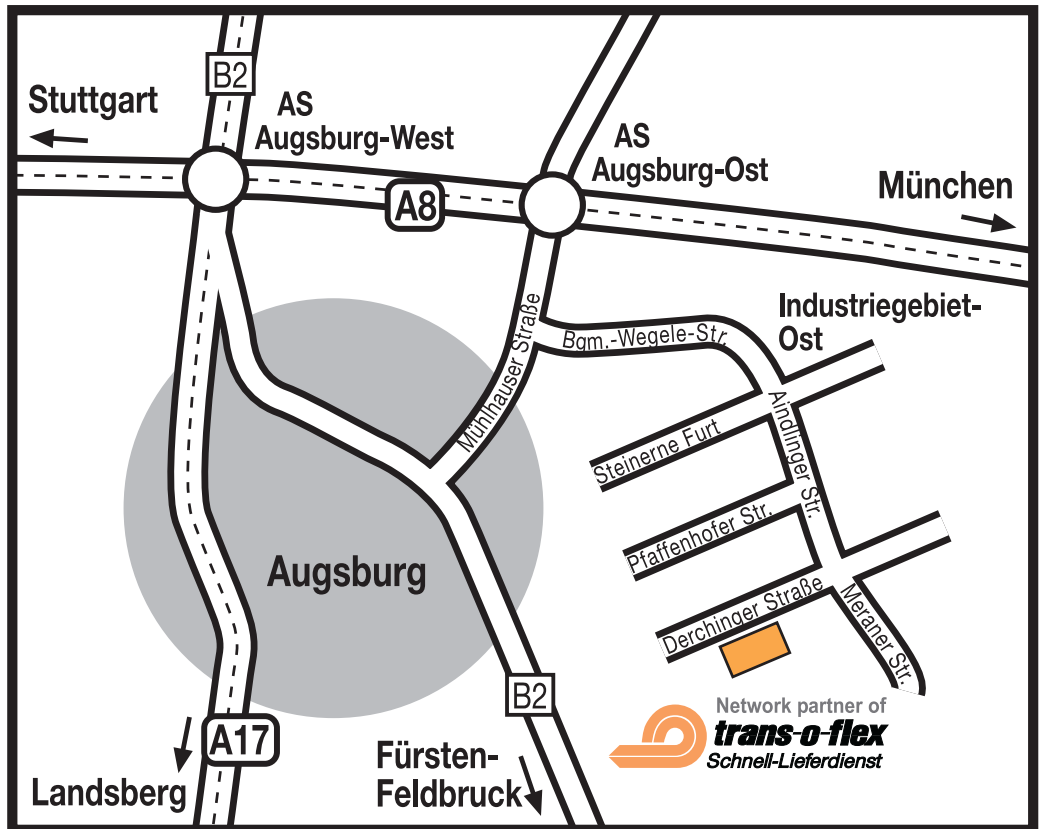 B2
Stuttgart
AS
Augsburg-West
AS
Augsburg-Ost
A8
München
Industriegebiet-
Ost
Bgm.-Wegele-Str.
Mühlhauser Straße
Aindlinger Str.
Steinerne Furt
Pfaffenhofer Str.
Augsburg
Derchinger Straße
Meraner Str.
B2
A17
Landsberg
Fürsten-
Feldbruck
Network partner of
trans-o-flex
Schnell-Lieferdienst